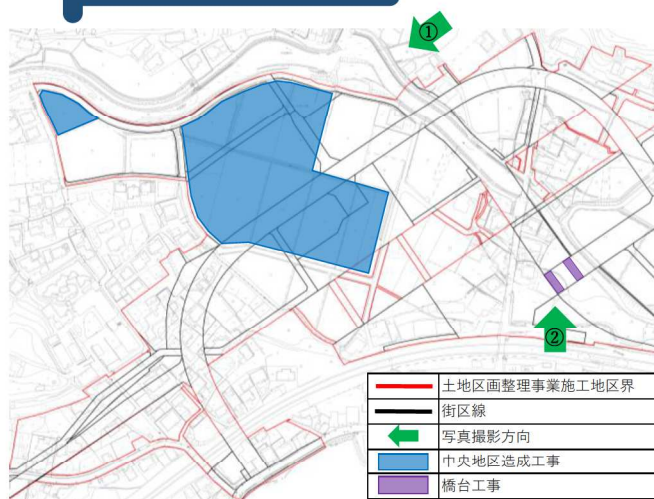 ①
②
土地区画整理事業施工地区界
街区線
写真撮影方向
中央地区造成工事
橋台工事